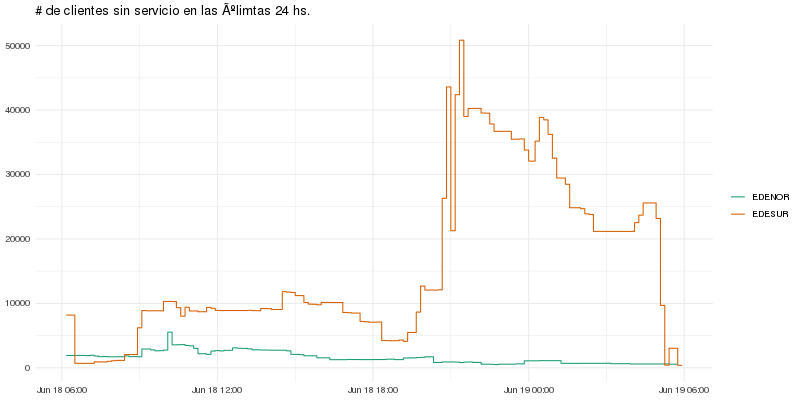 # de clientes sin servicio en las Ãºlimtas 24 hs.
50000
40000
30000
20000
10000
0
Jun 18 06:00
Jun 18 12:00
Jun 18 18:00
Jun 19 00:00
Jun 19 06:00
EDENOR
EDESUR